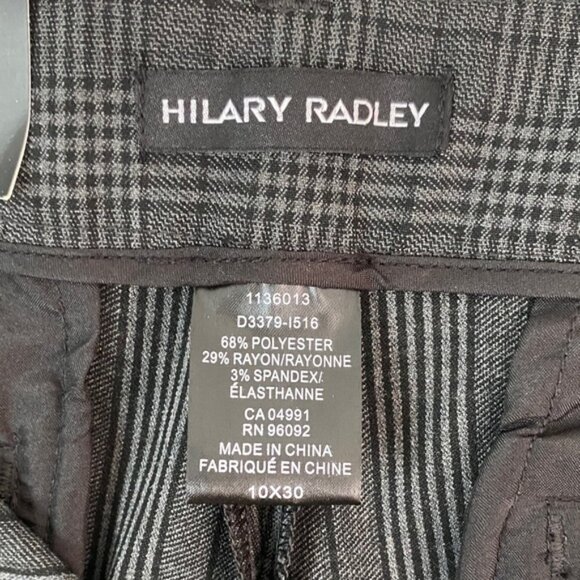 HILARY RADLEY
1136013
D3379-I516
68% POLYESTER
29% RAYON/RAYONNE
3% SPANDEX/
ÉLASTHANNE
CA 04991
RN 96092
MADE IN CHINA
FABRIQUÉ EN CHINE
10X30